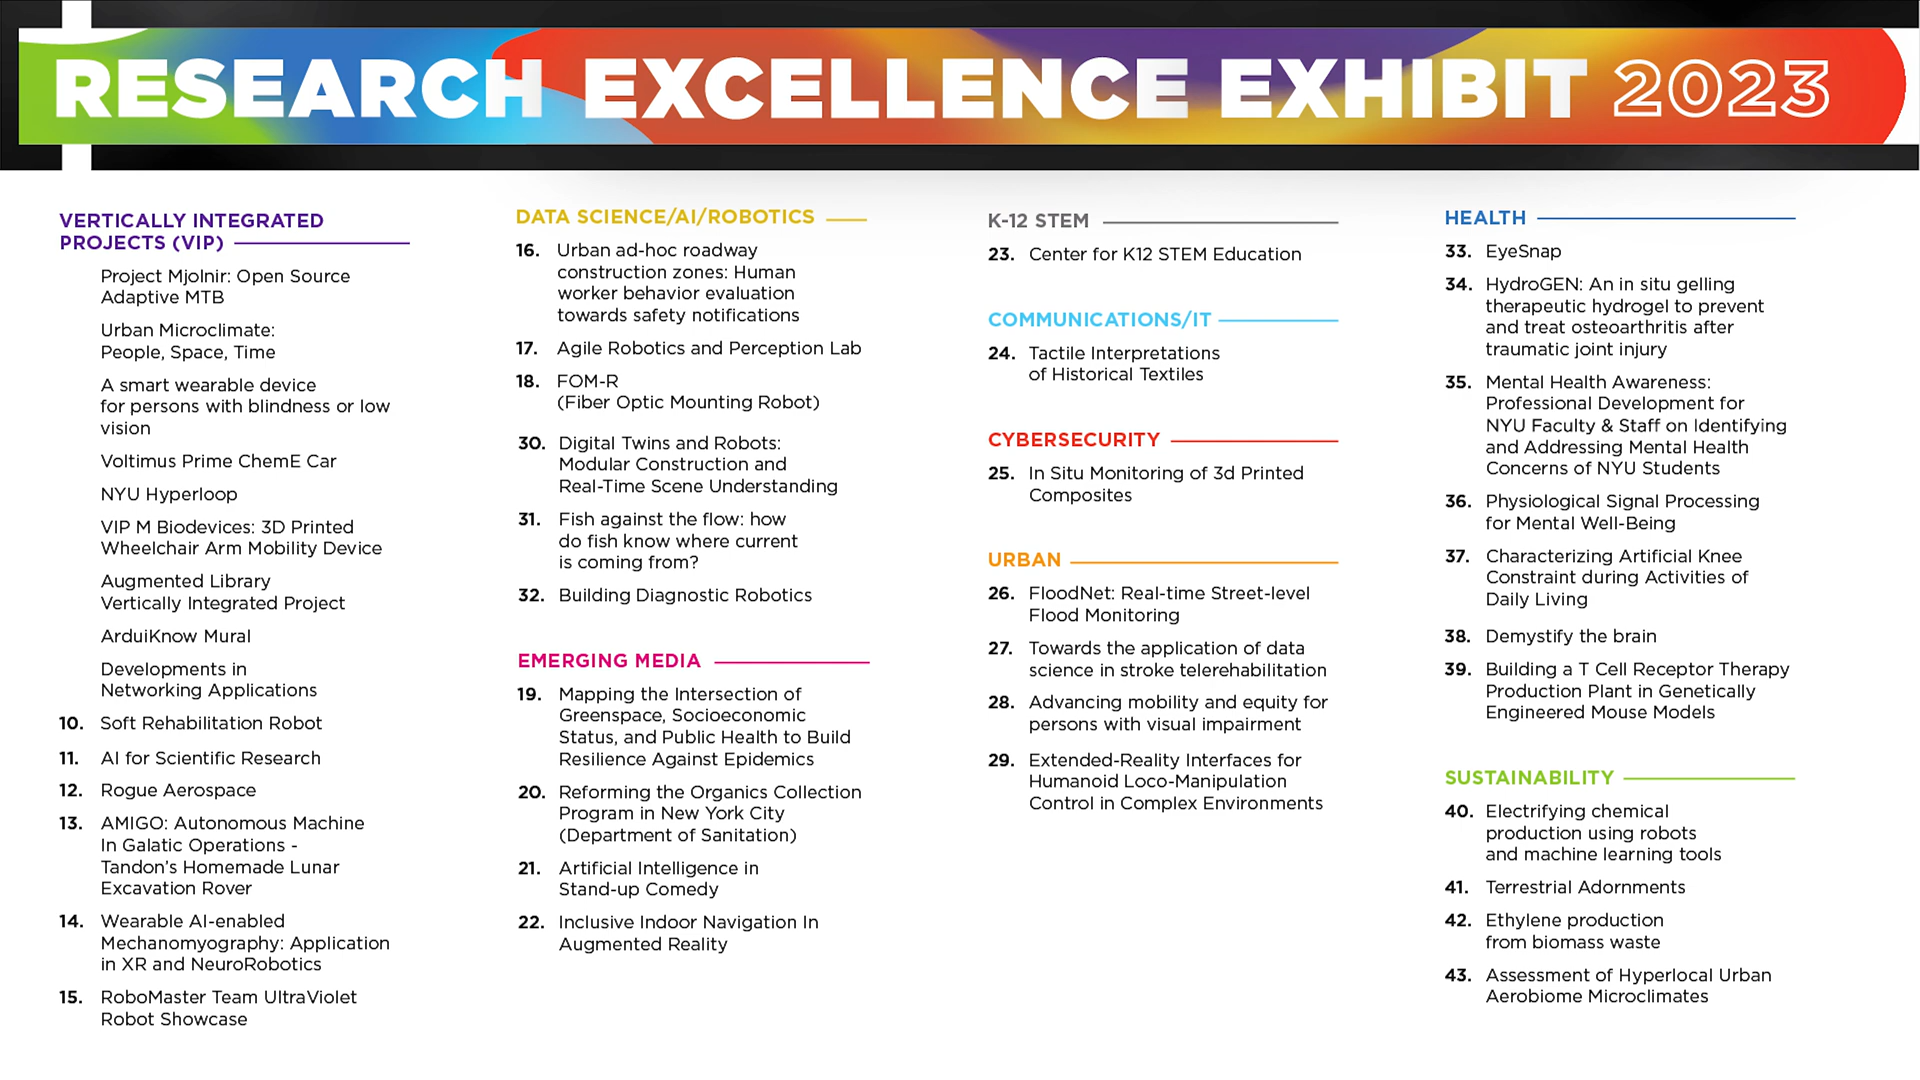 RESEARCH EXCELLENCE EXHIBIT 2023
VERTICALLY INTEGRATED
PROJECTS (VIP)
Project Mjolnir: Open Source
Adaptive MTB
Urban Microclimate:
People, Space, Time
A smart wearable device
for persons with blindness or low
vision
Voltimus Prime ChemE Car
NYU Hyperloop
VIP M Biodevices: 3D Printed
Wheelchair Arm Mobility Device
Augmented Library
Vertically Integrated Project
ArduiKnow Mural
Developments in
Networking Applications
10. Soft Rehabilitation Robot
11. AI for Scientific Research
12. Rogue Aerospace
13. AMIGO: Autonomous Machine
In Galatic Operations -
Tandon's Homemade Lunar
Excavation Rover
14. Wearable AI-enabled
Mechanomyography: Application
in XR and NeuroRobotics
15. RoboMaster Team UltraViolet
Robot Showcase
DATA SCIENCE/AI/ROBOTICS
16. Urban ad-hoc roadway
construction zones: Human
worker behavior evaluation
towards safety notifications
17. Agile Robotics and Perception Lab
18. FOM-R
(Fiber Optic Mounting Robot)
30. Digital Twins and Robots:
Modular Construction and
Real-Time Scene Understanding
31. Fish against the flow: how
do fish know where current
is coming from?
32. Building Diagnostic Robotics
EMERGING MEDIA
19. Mapping the Intersection of
Greenspace, Socioeconomic
Status, and Public Health to Build
Resilience Against Epidemics
20. Reforming the Organics Collection
Program in New York City
(Department of Sanitation)
21. Artificial Intelligence in
Stand-up Comedy
22. Inclusive Indoor Navigation In
Augmented Reality
K-12 STEM
23. Center for K12 STEM Education
COMMUNICATIONS/IT
24. Tactile Interpretations
of Historical Textiles
CYBERSECURITY
25. In Situ Monitoring of 3d Printed
Composites
URBAN
26. FloodNet: Real-time Street-level
Flood Monitoring
27. Towards the application of data
science in stroke telerehabilitation
28. Advancing mobility and equity for
persons with visual impairment
29. Extended-Reality Interfaces for
Humanoid Loco-Manipulation
Control in Complex Environments
HEALTH
33. EyeSnap
34. HydroGEN: An in situ gelling
therapeutic hydrogel to prevent
and treat osteoarthritis after
traumatic joint injury
35. Mental Health Awareness:
Professional Development for
NYU Faculty & Staff on Identifying
and Addressing Mental Health
Concerns of NYU Students
36. Physiological Signal Processing
for Mental Well-Being
37. Characterizing Artificial Knee
Constraint during Activities of
Daily Living
38. Demystify the brain
39. Building a T Cell Receptor Therapy
Production Plant in Genetically
Engineered Mouse Models
SUSTAINABILITY
40. Electrifying chemical
production using robots
and machine learning tools
41. Terrestrial Adornments
42. Ethylene production
from biomass waste
43. Assessment of Hyperlocal Urban
Aerobiome Microclimates